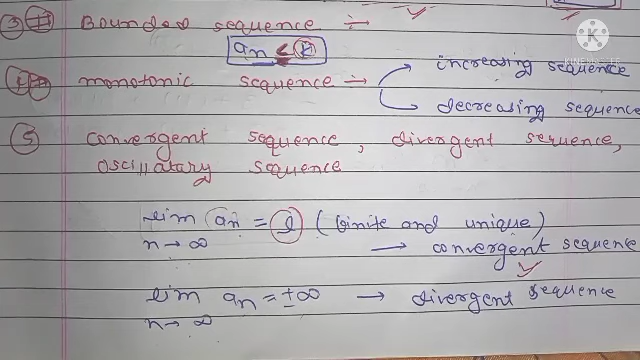 ③ # Bounded sequence :-
an < k
④ # monotonic sequence :- increasing sequence
decreasing sequence
⑤ convergent sequence, divergent sequence,
oscillatary sequence
lim an = l (finite and unique)
n→∞ → convergent sequence
lim an = ±∞ → divergent sequence
n→∞